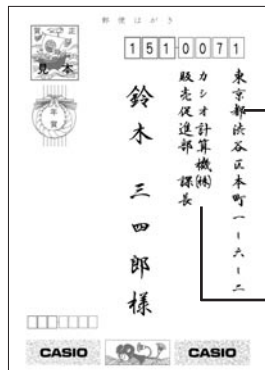 郵便はがき
賀正
見本
年賀
151-0071
東京都渋谷区本町一-六-二
カシオ計算機㈱
販売促進部 課長
鈴木 三四郎様
CASIO
CASIO